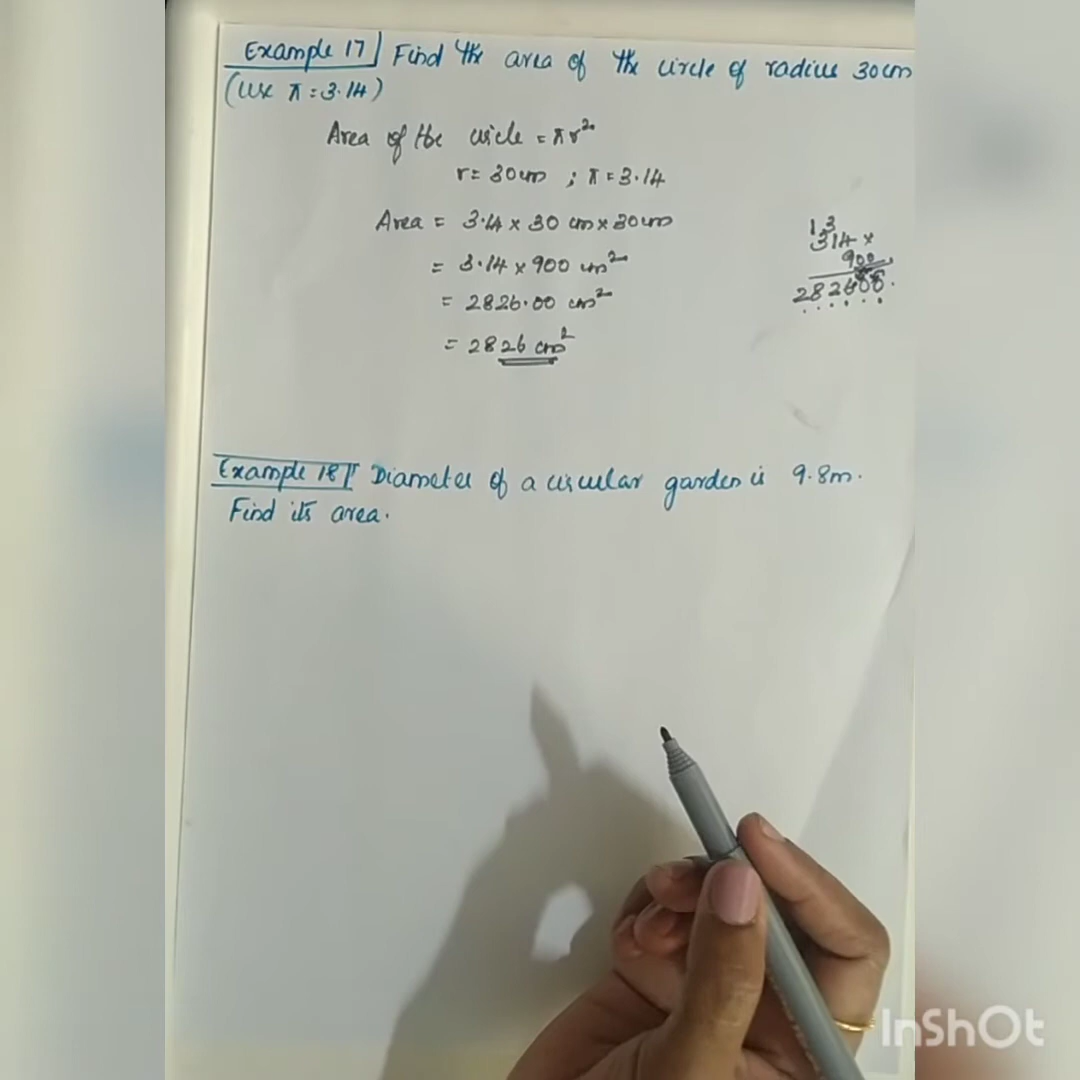 Example 17 Find the area of the circle of radius 30cm
(use π = 3.14)
Area of the circle = πr²
r = 30cm ; π = 3.14
Area = 3.14 × 30 cm × 30cm
= 3.14 × 900 cm²
= 2826.00 cm²
= 2826 cm²
1 3
314 ×
900
282600
Example 18 Diameter of a circular garden is 9.8m.
Find its area.
InShOt